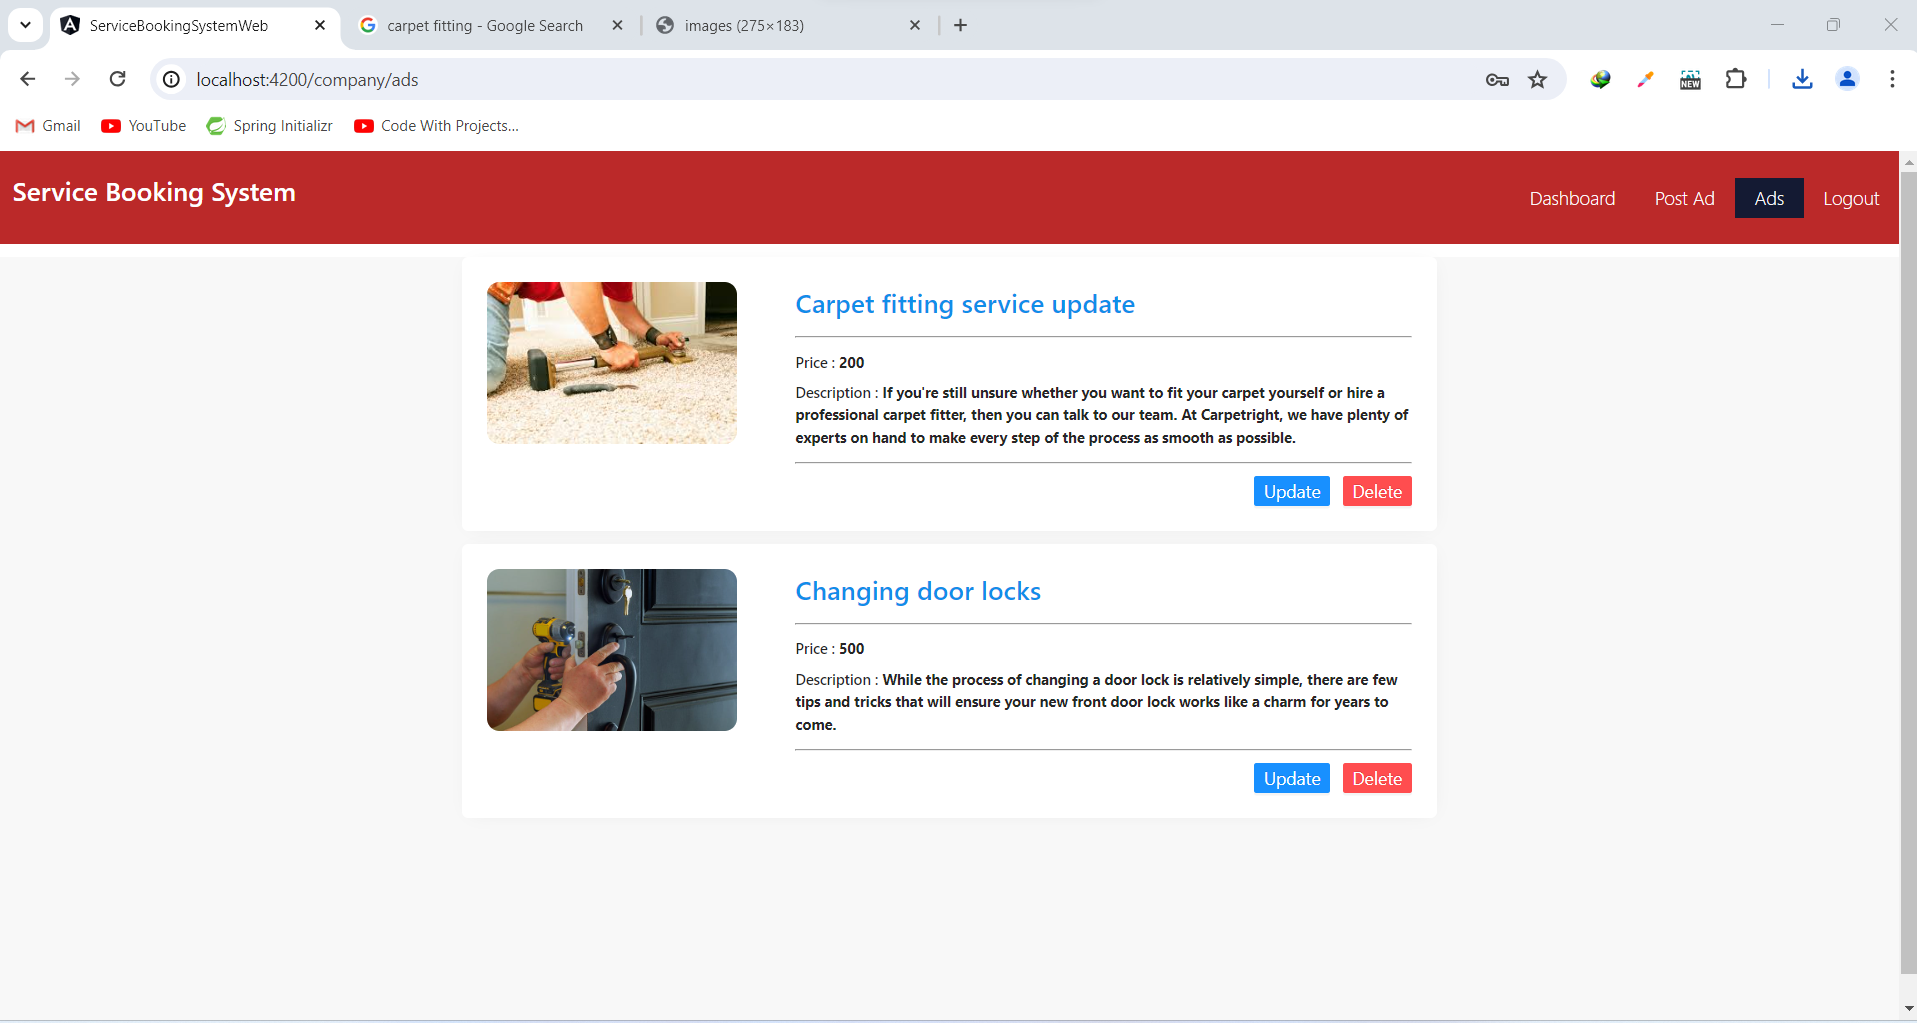 ServiceBookingSystemWeb
carpet fitting - Google Search
images (275×183)
localhost:4200/company/ads
NEW
Gmail
YouTube
Spring Initializr
Code With Projects...
Service Booking System
Dashboard
Post Ad
Ads
Logout
Carpet fitting service update
Price : 200
Description : If you're still unsure whether you want to fit your carpet yourself or hire a
professional carpet fitter, then you can talk to our team. At Carpetright, we have plenty of
experts on hand to make every step of the process as smooth as possible.
Update
Delete
Changing door locks
Price : 500
Description : While the process of changing a door lock is relatively simple, there are few
tips and tricks that will ensure your new front door lock works like a charm for years to
come.
Update
Delete